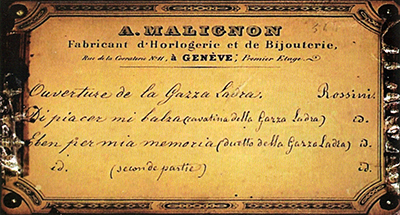 A. MALIGNON
Fabricant d'Horlogerie et de Bijouterie,
Rue de la Corraterie No 11, à GENÈVE, Premier Etage.
Ouverture de la Gazza Ladra. Rossini.
Di piacer mi balza (cavatina della Gazza Ladra) id.
Eben per mia memoria (duetto della Gazza Ladra) id.
id. (seconde partie) id.